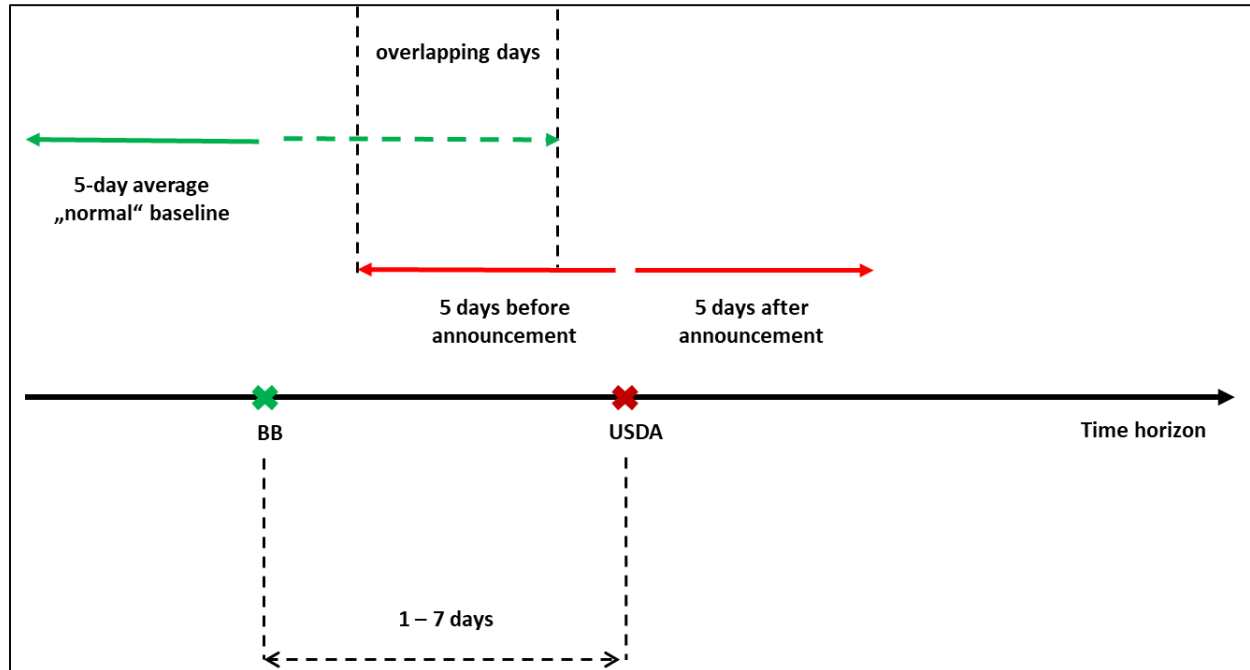 overlapping days
5-day average
„normal“ baseline
5 days before
announcement
5 days after
announcement
BB
USDA
Time horizon
1 – 7 days